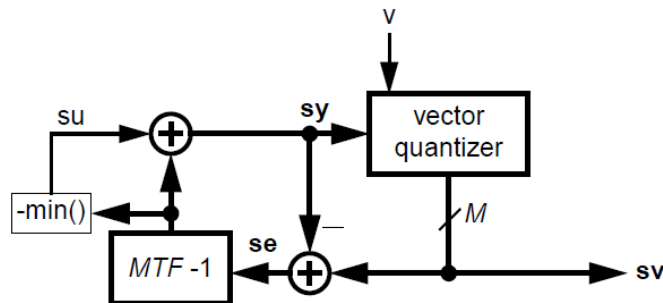 v
su
sy
vector
quantizer
-min()
M
se
MTF -1
sv
+
+
–